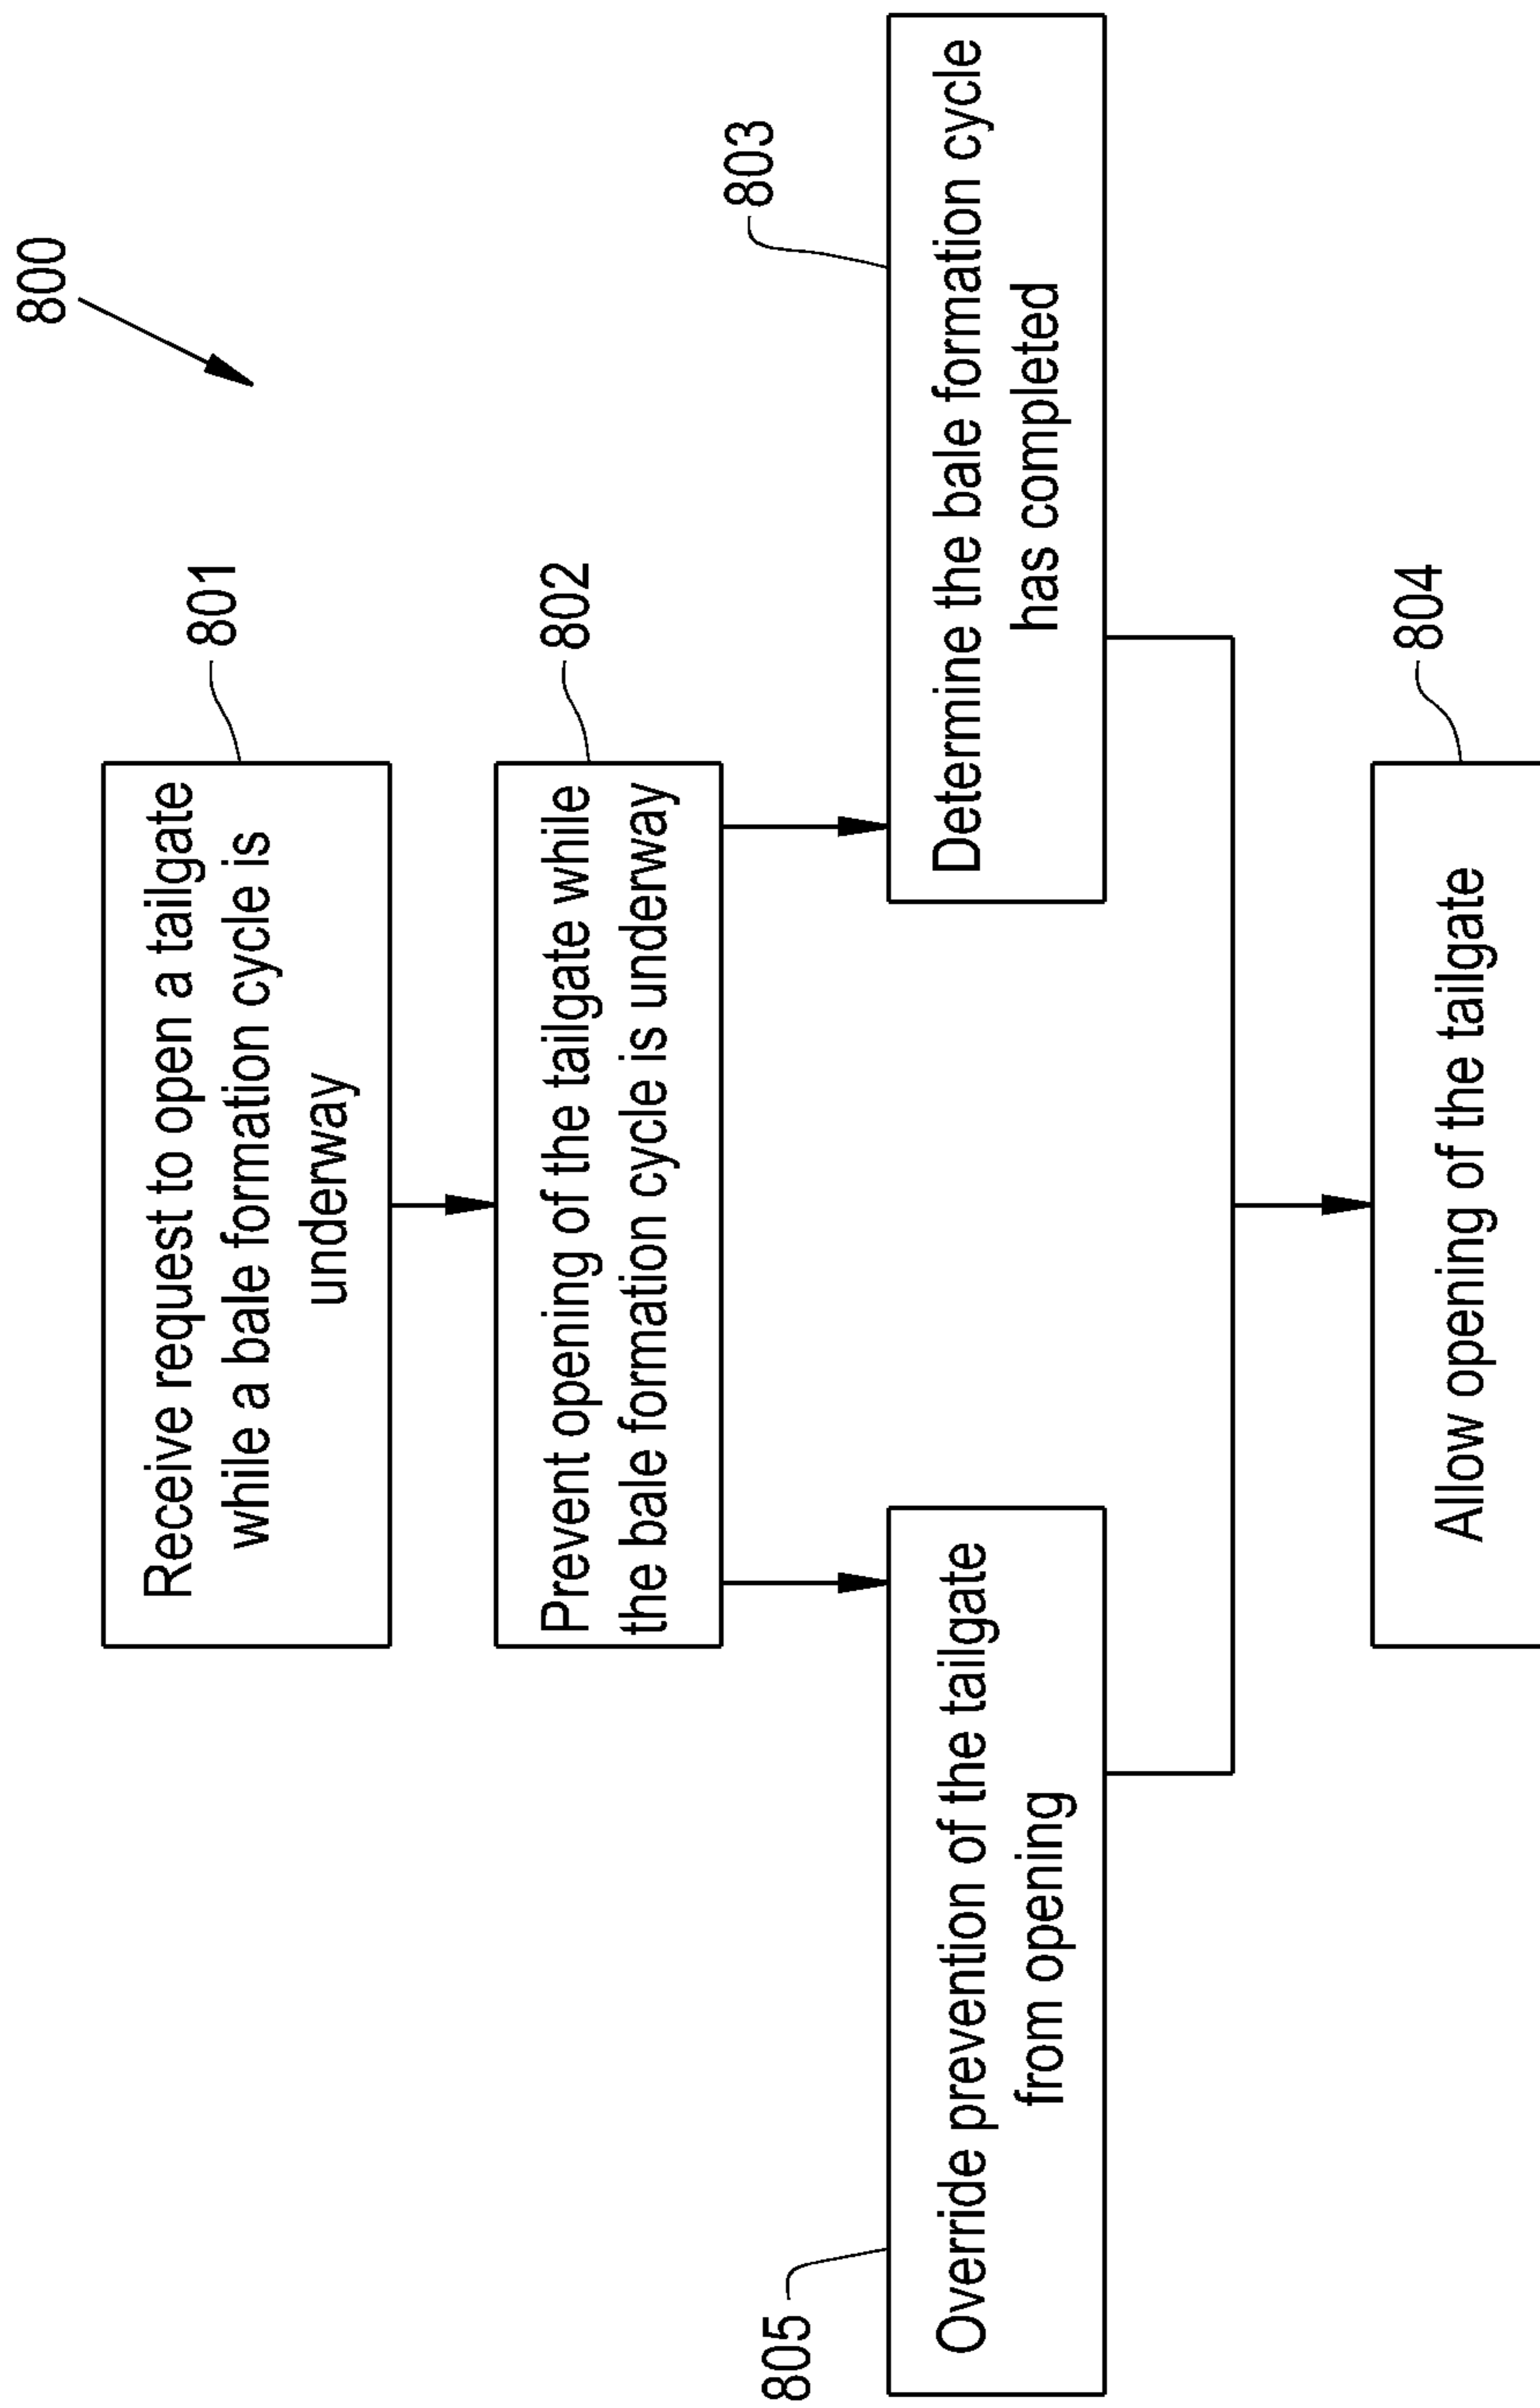 800
Receive request to open a tailgate
while a bale formation cycle is
underway
801
Prevent opening of the tailgate while
the bale formation cycle is underway
802
805
Override prevention of the tailgate
from opening
Determine the bale formation cycle
has completed
803
Allow opening of the tailgate
804